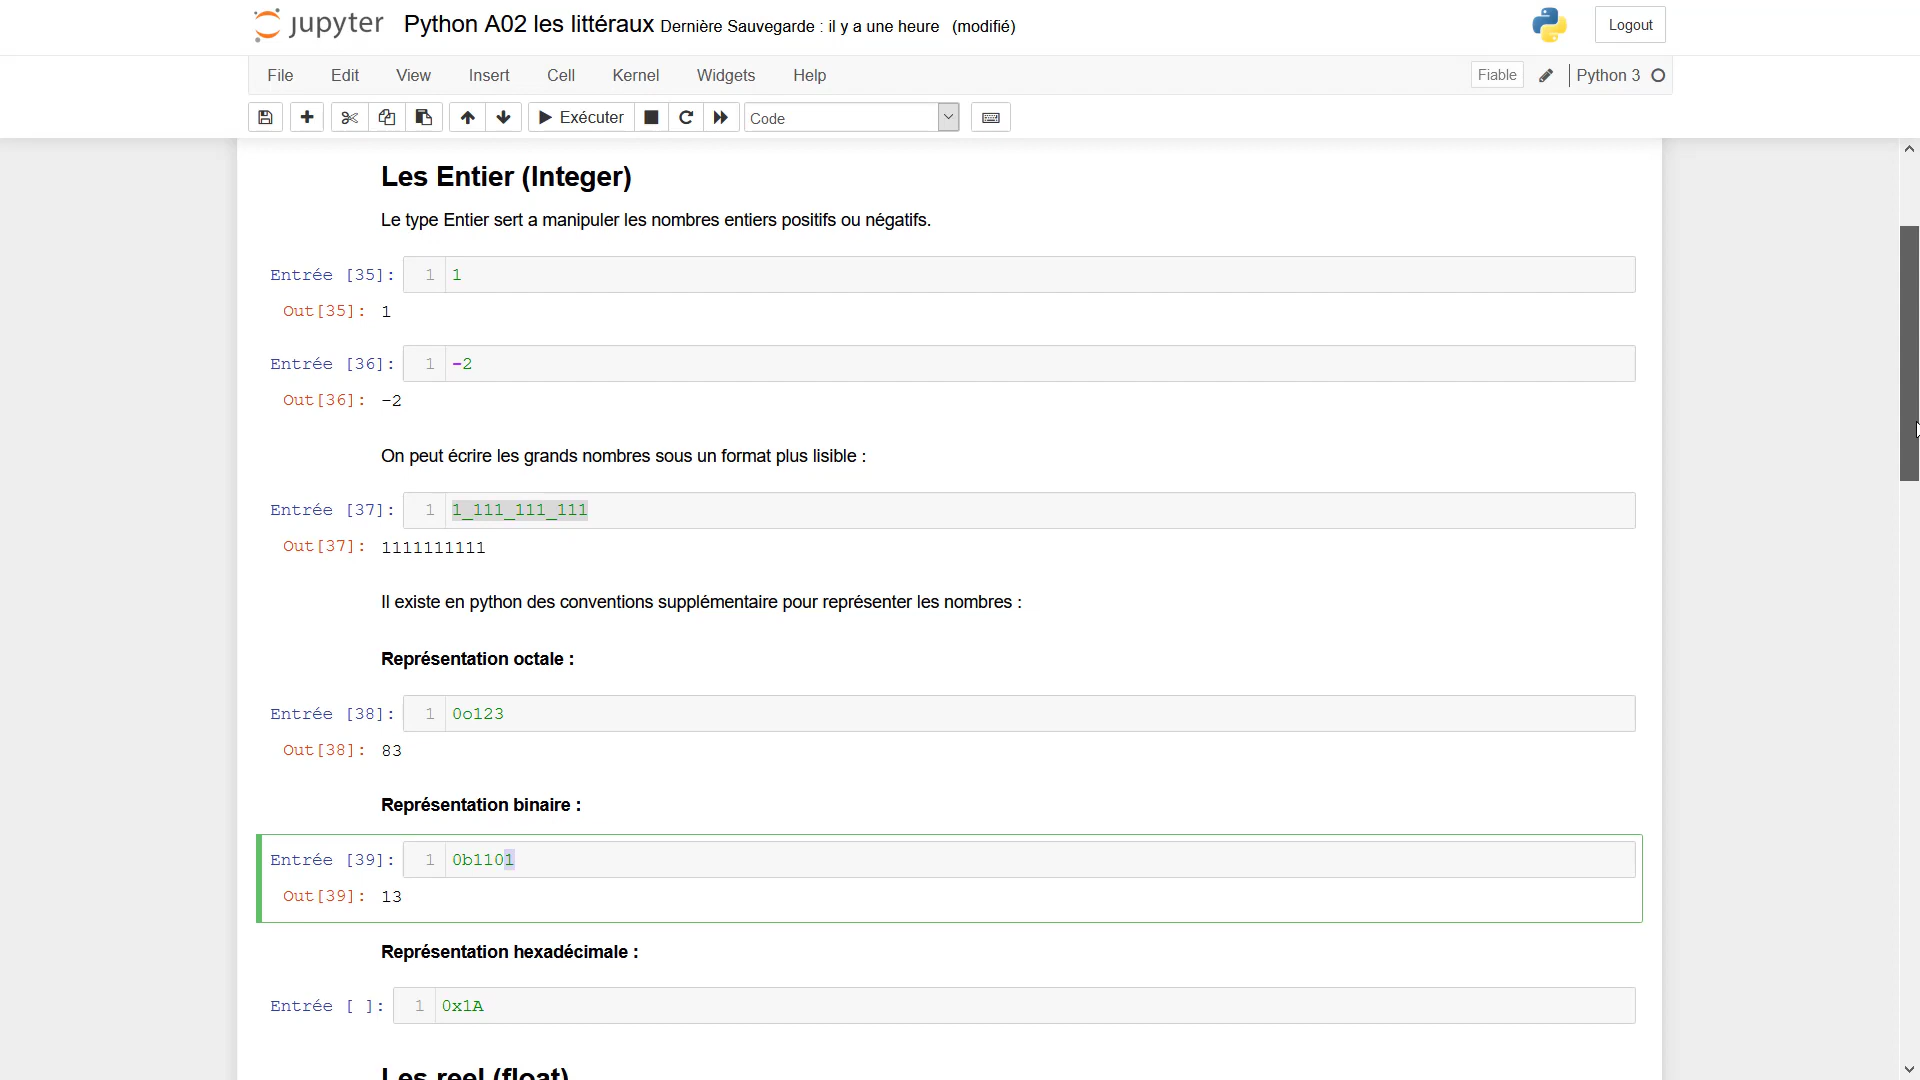 jupyter Python A02 les littéraux Dernière Sauvegarde : il y a une heure (modifié) Logout
File Edit View Insert Cell Kernel Widgets Help Fiable Python 3
Exécuter Code
Les Entier (Integer)
Le type Entier sert a manipuler les nombres entiers positifs ou négatifs.
Entrée [35]: 1 1
Out[35]: 1
Entrée [36]: 1 -2
Out[36]: -2
On peut écrire les grands nombres sous un format plus lisible :
Entrée [37]: 1 1_111_111_111
Out[37]: 1111111111
Il existe en python des conventions supplémentaire pour représenter les nombres :
Représentation octale :
Entrée [38]: 1 0o123
Out[38]: 83
Représentation binaire :
Entrée [39]: 1 0b1101
Out[39]: 13
Représentation hexadécimale :
Entrée [ ]: 1 0x1A
Les reel (float)